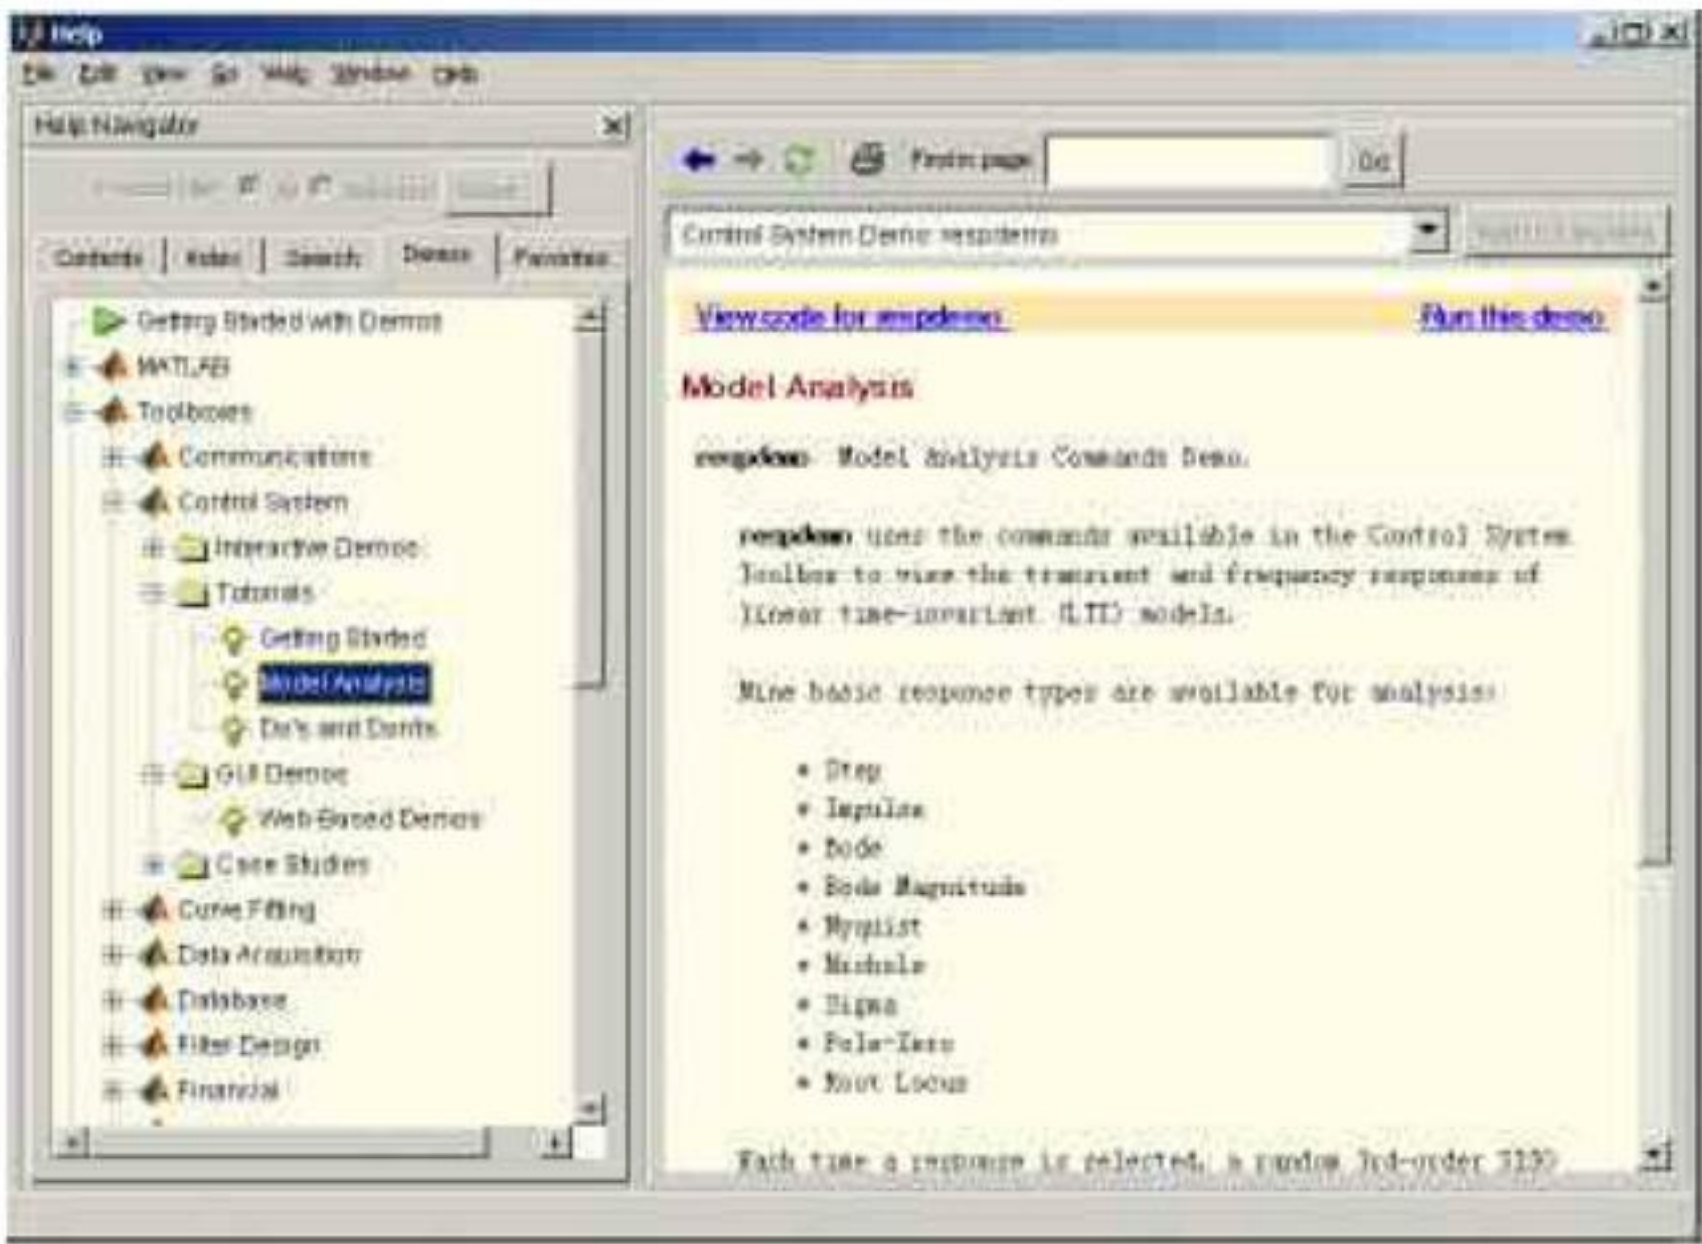 Help
File Edit View Go Web Window Help
Help Navigator
Contents Index Search Demos Favorites
Getting Started with Demos
MATLAB
Toolboxes
Communications
Control System
Interactive Demos
Tutorials
Getting Started
Model Analysis
Do's and Don'ts
GUI Demos
Web-Based Demos
Case Studies
Curve Fitting
Data Acquisition
Database
Filter Design
Financial
Find in page: Go
Control System Demo: respdemo
View code for respdemo Run this demo
Model Analysis
respdemo Model Analysis Commands Demo.
respdemo uses the commands available in the Control System
Toolbox to view the transient and frequency responses of
linear time-invariant (LTI) models.
Nine basic response types are available for analysis:
* Step
* Impulse
* Bode
* Bode Magnitude
* Nyquist
* Nichols
* Sigma
* Pole-Zero
* Root Locus
Each time a response is selected, a random 3rd-order SISO